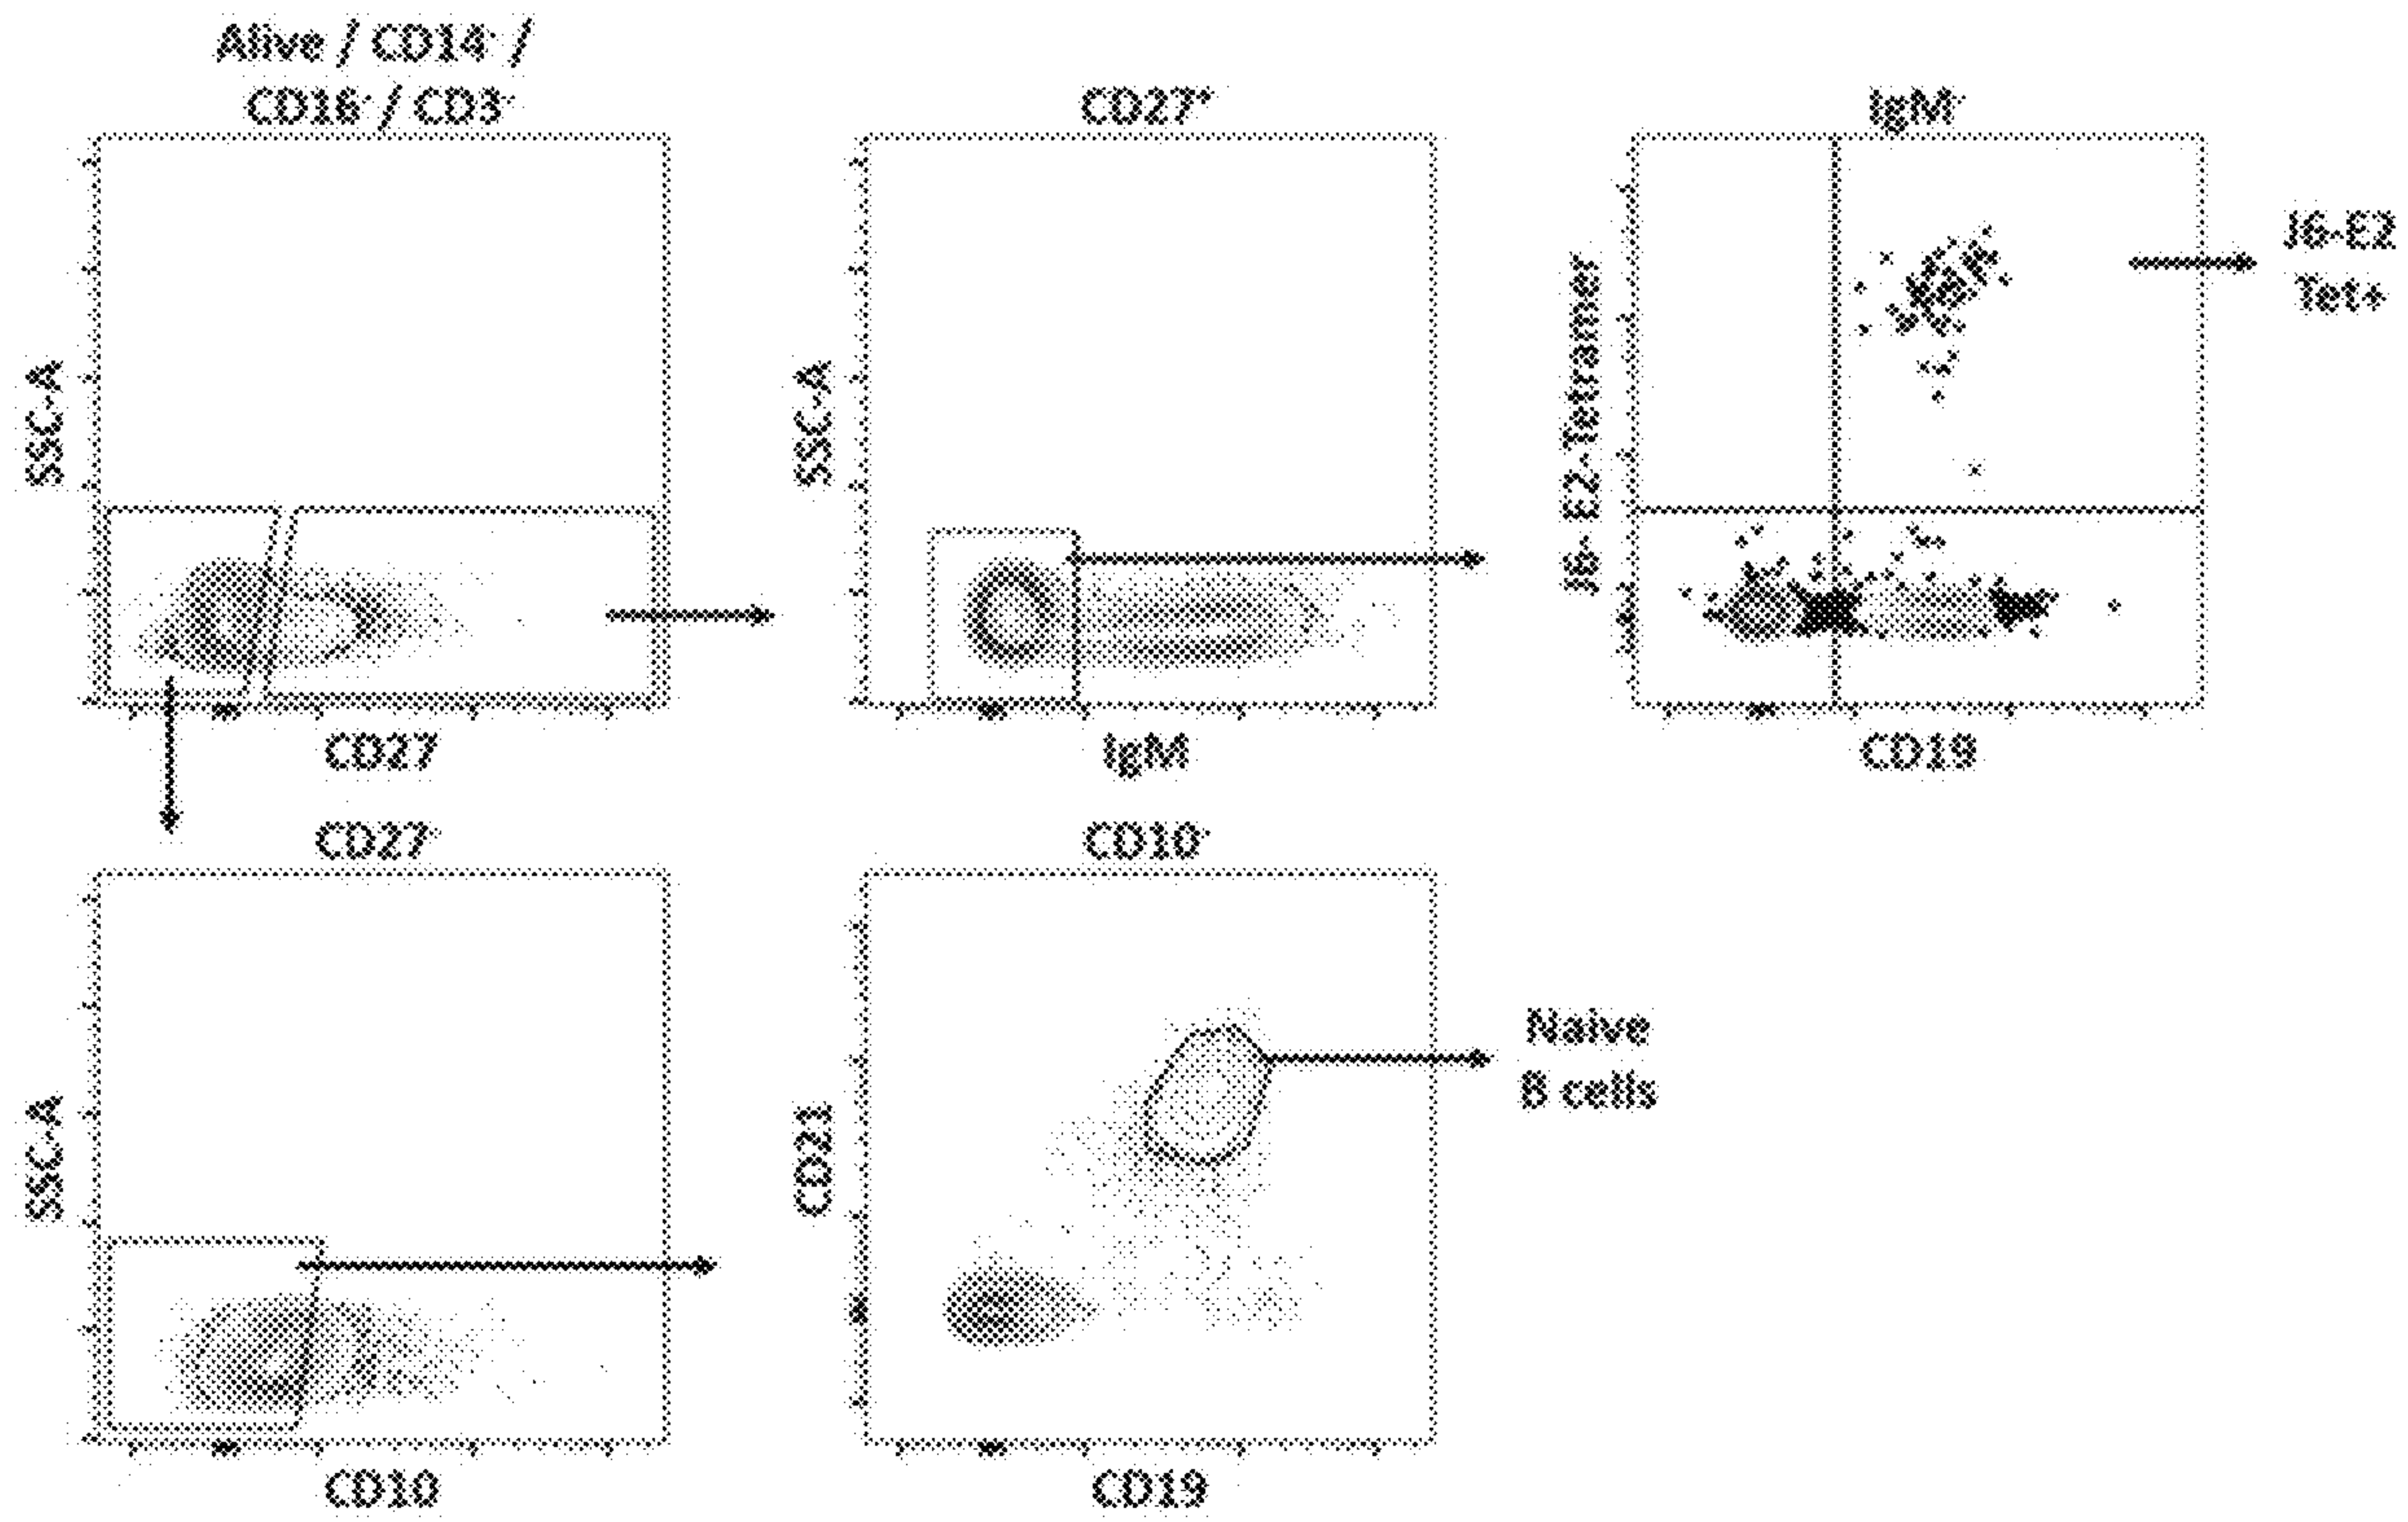 Alive / CD14⁻ /
CD16⁻ / CD3⁻
SSC-A
CD27
CD27⁺
SSC-A
IgM
IgM⁻
J6- E2-Tetramer
CD19
J6-E2
Tet+
CD27⁻
SSC-A
CD10
CD10⁻
CD21
CD19
Naive
B cells